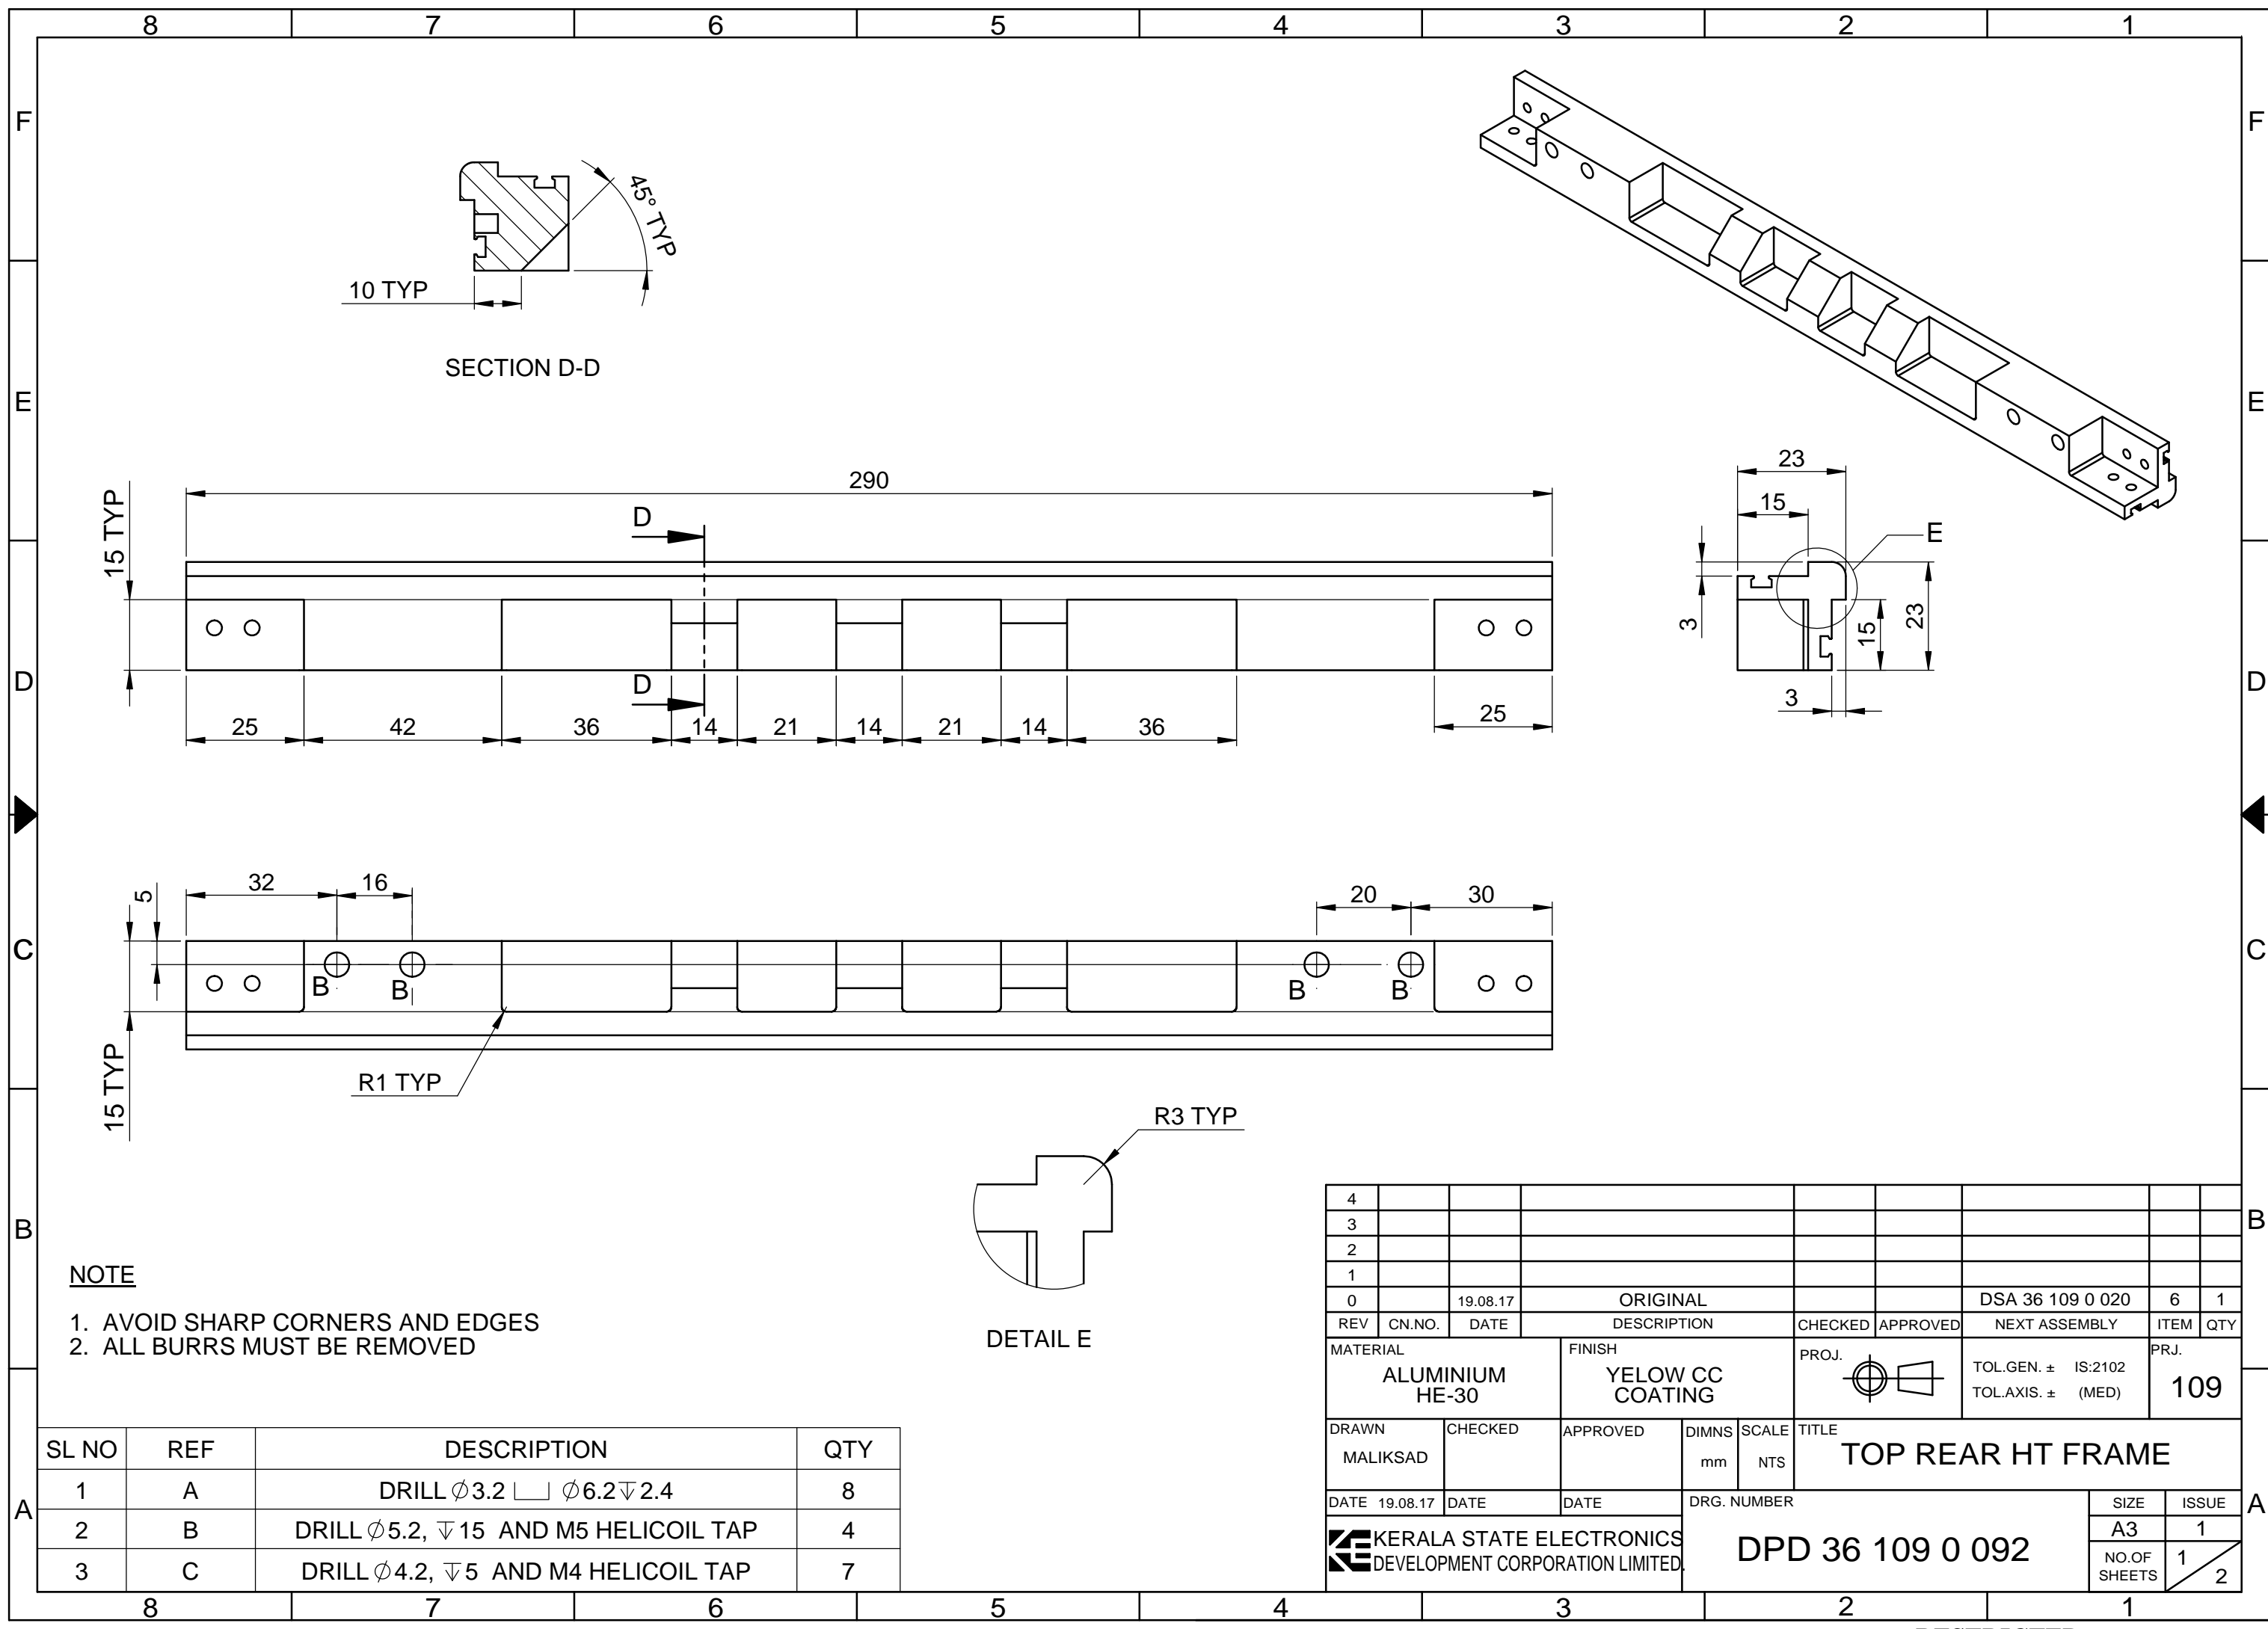 8 7 6 5 4 3 2 1
F F
E E
D D
C C
B B
A A
45° TYP
10 TYP
SECTION D-D
290
15 TYP
D
D
25 42 36 14 21 14 21 14 36 25
23
15
E
3
15
23
3
32 16 20 30
5
B B B B
15 TYP
R1 TYP
R3 TYP
DETAIL E
NOTE
1. AVOID SHARP CORNERS AND EDGES
2. ALL BURRS MUST BE REMOVED
SL NO REF DESCRIPTION QTY
1 A DRILL ⌀3.2 ⌴ ⌀6.2 ↧ 2.4 8
2 B DRILL ⌀5.2, ↧ 15 AND M5 HELICOIL TAP 4
3 C DRILL ⌀4.2, ↧ 5 AND M4 HELICOIL TAP 7
4
3
2
1
0 19.08.17 ORIGINAL DSA 36 109 0 020 6 1
REV CN.NO. DATE DESCRIPTION CHECKED APPROVED NEXT ASSEMBLY ITEM QTY
MATERIAL
ALUMINIUM
HE-30
FINISH
YELOW CC
COATING
PROJ.
TOL.GEN. ± IS:2102
TOL.AXIS. ± (MED)
PRJ.
109
DRAWN
MALIKSAD
CHECKED
APPROVED
DIMNS
mm
SCALE
NTS
TITLE
TOP REAR HT FRAME
DATE 19.08.17 DATE DATE
KERALA STATE ELECTRONICS
DEVELOPMENT CORPORATION LIMITED.
DRG. NUMBER
DPD 36 109 0 092
SIZE
A3
ISSUE
1
NO.OF
SHEETS
1
2
8 7 6 5 4 3 2 1